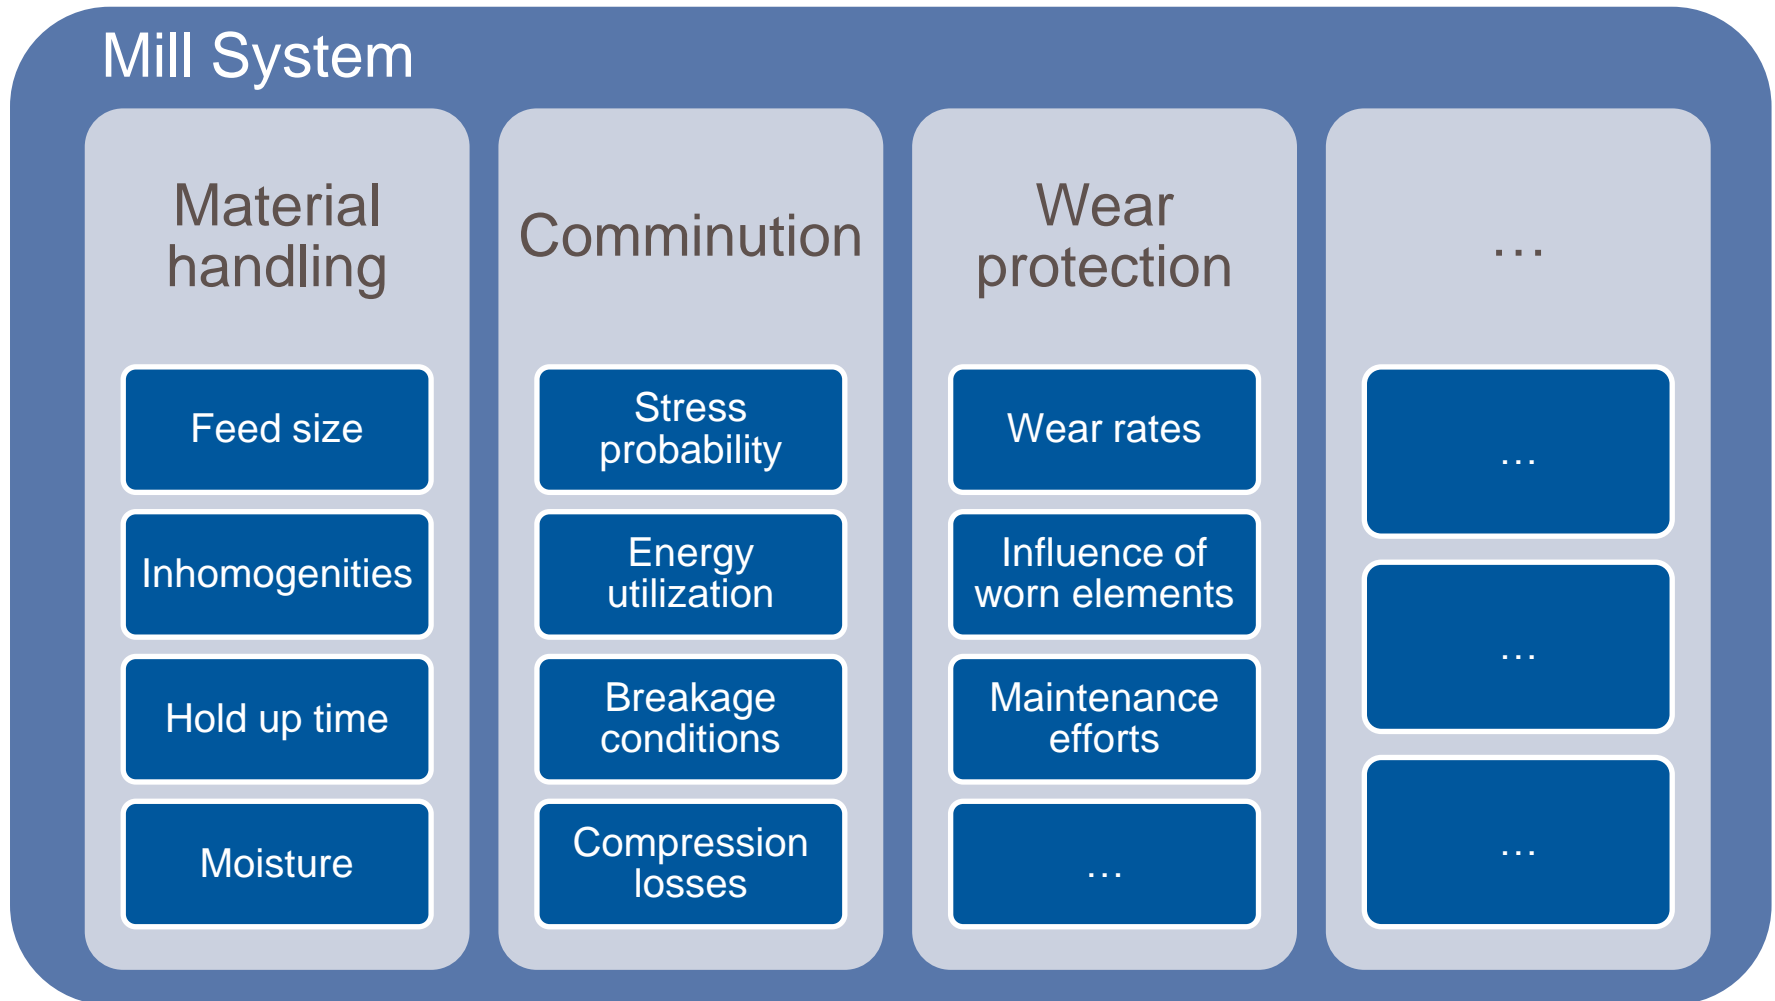 Mill System
Material
handling
Feed size
Inhomogenities
Hold up time
Moisture
Comminution
Stress
probability
Energy
utilization
Breakage
conditions
Compression
losses
Wear
protection
Wear rates
Influence of
worn elements
Maintenance
efforts
…
…
…
…
…